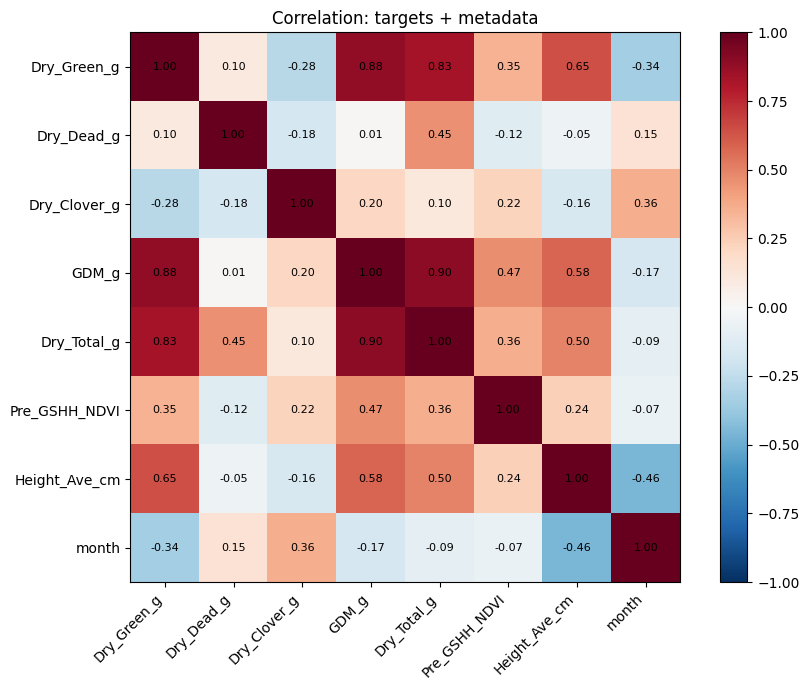 Correlation: targets + metadata
Dry_Green_g 1.00 0.10 -0.28 0.88 0.83 0.35 0.65 -0.34
Dry_Dead_g 0.10 1.00 -0.18 0.01 0.45 -0.12 -0.05 0.15
Dry_Clover_g -0.28 -0.18 1.00 0.20 0.10 0.22 -0.16 0.36
GDM_g 0.88 0.01 0.20 1.00 0.90 0.47 0.58 -0.17
Dry_Total_g 0.83 0.45 0.10 0.90 1.00 0.36 0.50 -0.09
Pre_GSHH_NDVI 0.35 -0.12 0.22 0.47 0.36 1.00 0.24 -0.07
Height_Ave_cm 0.65 -0.05 -0.16 0.58 0.50 0.24 1.00 -0.46
month -0.34 0.15 0.36 -0.17 -0.09 -0.07 -0.46 1.00
Dry_Green_g Dry_Dead_g Dry_Clover_g GDM_g Dry_Total_g Pre_GSHH_NDVI Height_Ave_cm month
1.00
0.75
0.50
0.25
0.00
−0.25
−0.50
−0.75
−1.00